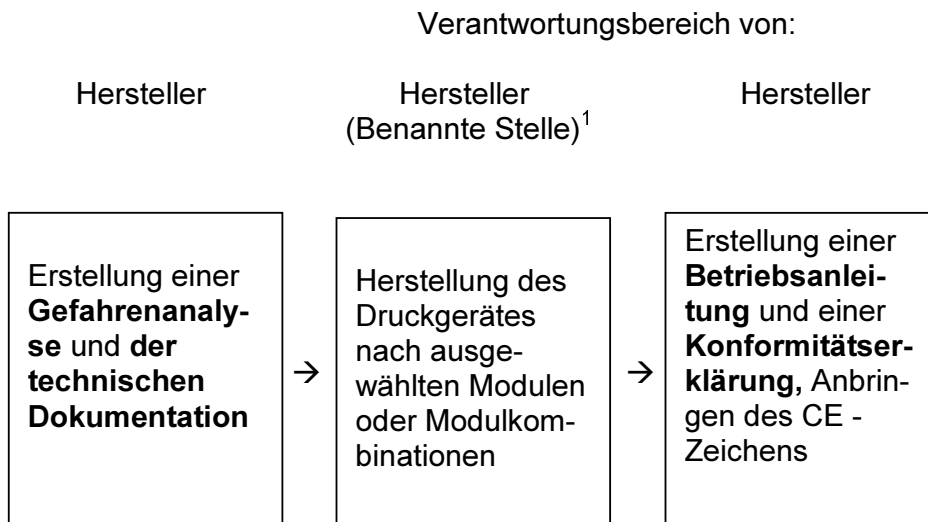 Verantwortungsbereich von:
Hersteller
Hersteller
(Benannte Stelle)¹
Hersteller
Erstellung einer
Gefahrenanaly-
se und der
technischen
Dokumentation
→
Herstellung des
Druckgerätes
nach ausge-
wählten Modulen
oder Modulkom-
binationen
→
Erstellung einer
Betriebsanlei-
tung und einer
Konformitätser-
klärung, Anbrin-
gen des CE -
Zeichens